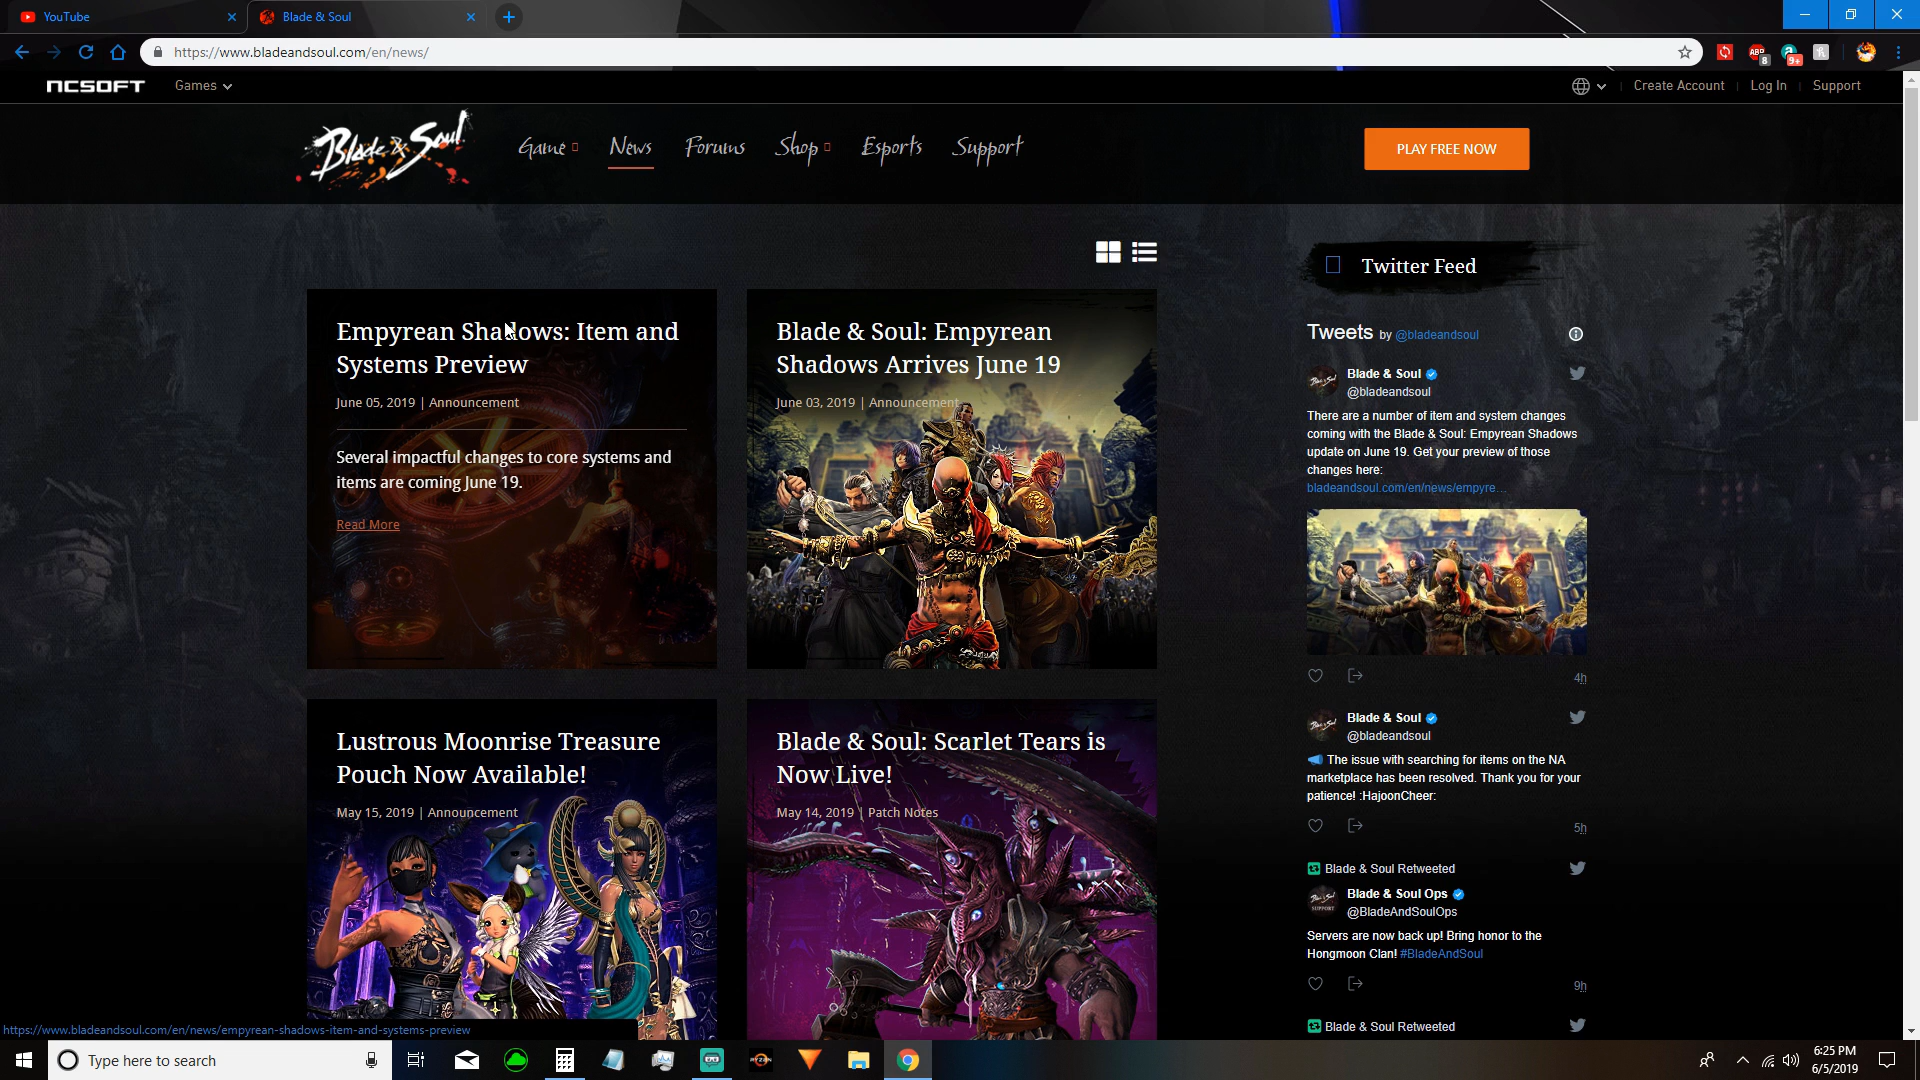 YouTube
Blade & Soul
https://www.bladeandsoul.com/en/news/
ABP
8
9+
NCSOFT
Games
Create Account
Log In
Support
Blade & Soul
Game
News
Forums
Shop
Esports
Support
PLAY FREE NOW
Empyrean Shadows: Item and
Systems Preview
June 05, 2019 | Announcement
Several impactful changes to core systems and
items are coming June 19.
Read More
Blade & Soul: Empyrean
Shadows Arrives June 19
June 03, 2019 | Announcement
Lustrous Moonrise Treasure
Pouch Now Available!
May 15, 2019 | Announcement
Blade & Soul: Scarlet Tears is
Now Live!
May 14, 2019 | Patch Notes
Twitter Feed
Tweets by @bladeandsoul
Blade & Soul
@bladeandsoul
There are a number of item and system changes
coming with the Blade & Soul: Empyrean Shadows
update on June 19. Get your preview of those
changes here:
bladeandsoul.com/en/news/empyre…
4h
Blade & Soul
@bladeandsoul
The issue with searching for items on the NA
marketplace has been resolved. Thank you for your
patience! :HajoonCheer:
5h
Blade & Soul Retweeted
Blade & Soul Ops
@BladeAndSoulOps
Servers are now back up! Bring honor to the
Hongmoon Clan! #BladeAndSoul
9h
Blade & Soul Retweeted
https://www.bladeandsoul.com/en/news/empyrean-shadows-item-and-systems-preview
Type here to search
RYZEN
6:25 PM
6/5/2019